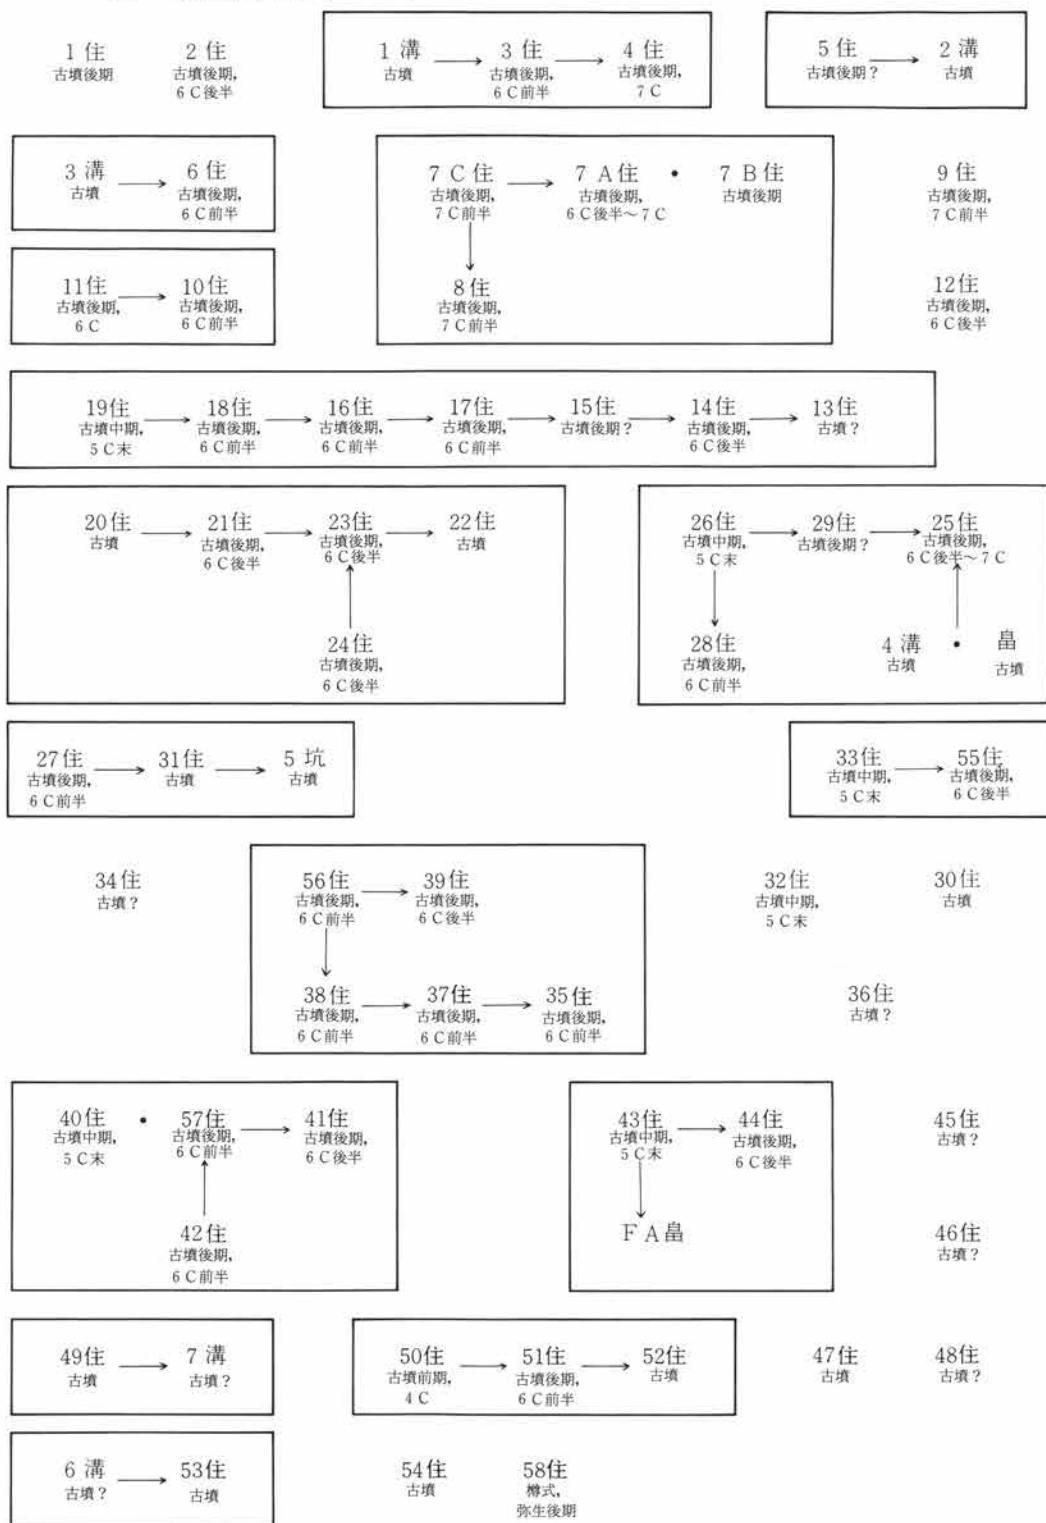 1住
古墳後期
2住
古墳後期,
6C後半
1溝
古墳
→
3住
古墳後期,
6C前半
→
4住
古墳後期,
7C
5住
古墳後期?
→
2溝
古墳
3溝
古墳
→
6住
古墳後期,
6C前半
7C住
古墳後期,
7C前半
→
7A住
古墳後期,
6C後半～7C
・
7B住
古墳後期
↓
8住
古墳後期,
7C前半
9住
古墳後期,
7C前半
11住
古墳後期,
6C
→
10住
古墳後期,
6C前半
12住
古墳後期,
6C後半
19住
古墳中期,
5C末
→
18住
古墳後期,
6C前半
→
16住
古墳後期,
6C前半
→
17住
古墳後期,
6C前半
→
15住
古墳後期?
→
14住
古墳後期,
6C後半
→
13住
古墳?
20住
古墳
→
21住
古墳後期,
6C後半
→
23住
古墳後期,
6C後半
→
22住
古墳
↑
24住
古墳後期,
6C後半
26住
古墳中期,
5C末
→
29住
古墳後期?
→
25住
古墳後期,
6C後半～7C
↓
28住
古墳後期,
6C前半
↑
4溝
古墳
・
畠
古墳
27住
古墳後期,
6C前半
→
31住
古墳
→
5坑
古墳
33住
古墳中期,
5C末
→
55住
古墳後期,
6C後半
34住
古墳?
56住
古墳後期,
6C前半
→
39住
古墳後期,
6C後半
↓
38住
古墳後期,
6C前半
→
37住
古墳後期,
6C前半
→
35住
古墳後期,
6C前半
32住
古墳中期,
5C末
30住
古墳
36住
古墳?
40住
古墳中期,
5C末
・
57住
古墳後期,
6C前半
→
41住
古墳後期,
6C後半
↑
42住
古墳後期,
6C前半
43住
古墳中期,
5C末
→
44住
古墳後期,
6C後半
↓
FA畠
45住
古墳?
46住
古墳?
49住
古墳
→
7溝
古墳?
50住
古墳前期,
4C
→
51住
古墳後期,
6C前半
→
52住
古墳
47住
古墳
48住
古墳?
6溝
古墳?
→
53住
古墳
54住
古墳
58住
樽式,
弥生後期